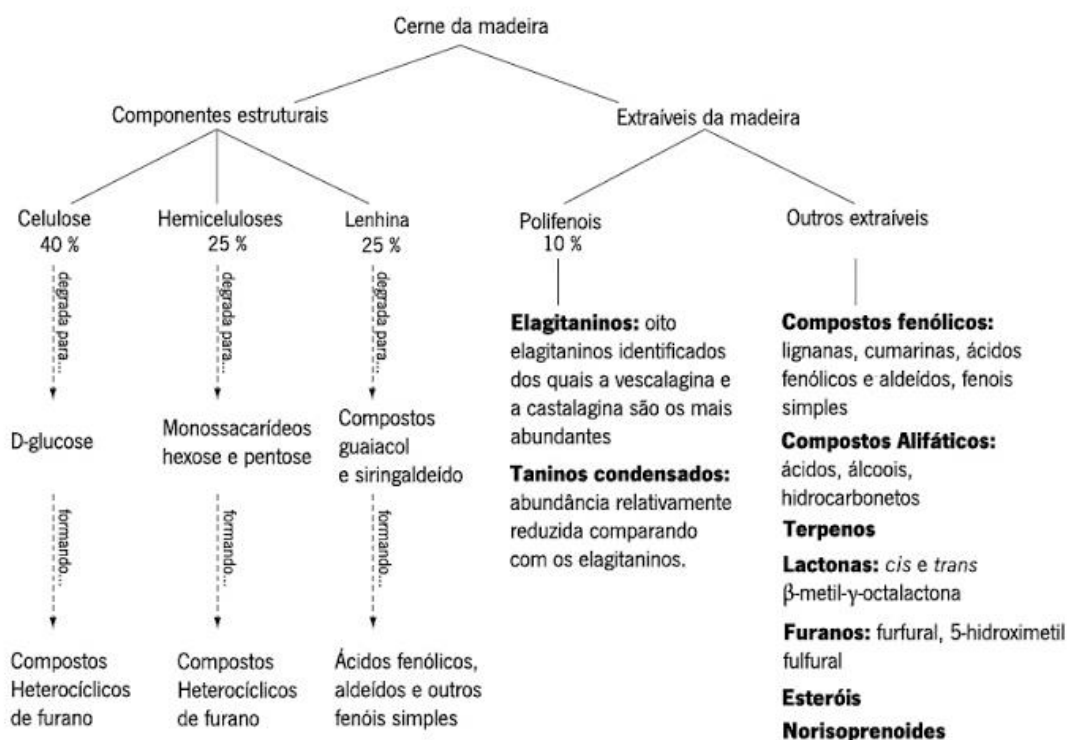 Cerne da madeira
Componentes estruturais
Extraíveis da madeira
Celulose
40 %
Hemiceluloses
25 %
Lenhina
25 %
Polifenois
10 %
Outros extraíveis
degrada para...
degrada para...
degrada para...
D-glucose
Monossacarídeos
hexose e pentose
Compostos
guaiacol
e siringaldeído
formando...
formando...
formando...
Compostos
Heterocíclicos
de furano
Compostos
Heterocíclicos
de furano
Ácidos fenólicos,
aldeídos e outros
fenóis simples
Elagitaninos: oito
elagitaninos identificados
dos quais a vescalagina e
a castalagina são os mais
abundantes
Taninos condensados:
abundância relativamente
reduzida comparando
com os elagitaninos.
Compostos fenólicos:
lignanas, cumarinas, ácidos
fenólicos e aldeídos, fenois
simples
Compostos Alifáticos:
ácidos, álcoois,
hidrocarbonetos
Terpenos
Lactonas: cis e trans
β-metil-γ-octalactona
Furanos: furfural, 5-hidroximetil
fulfural
Esteróis
Norisoprenoides